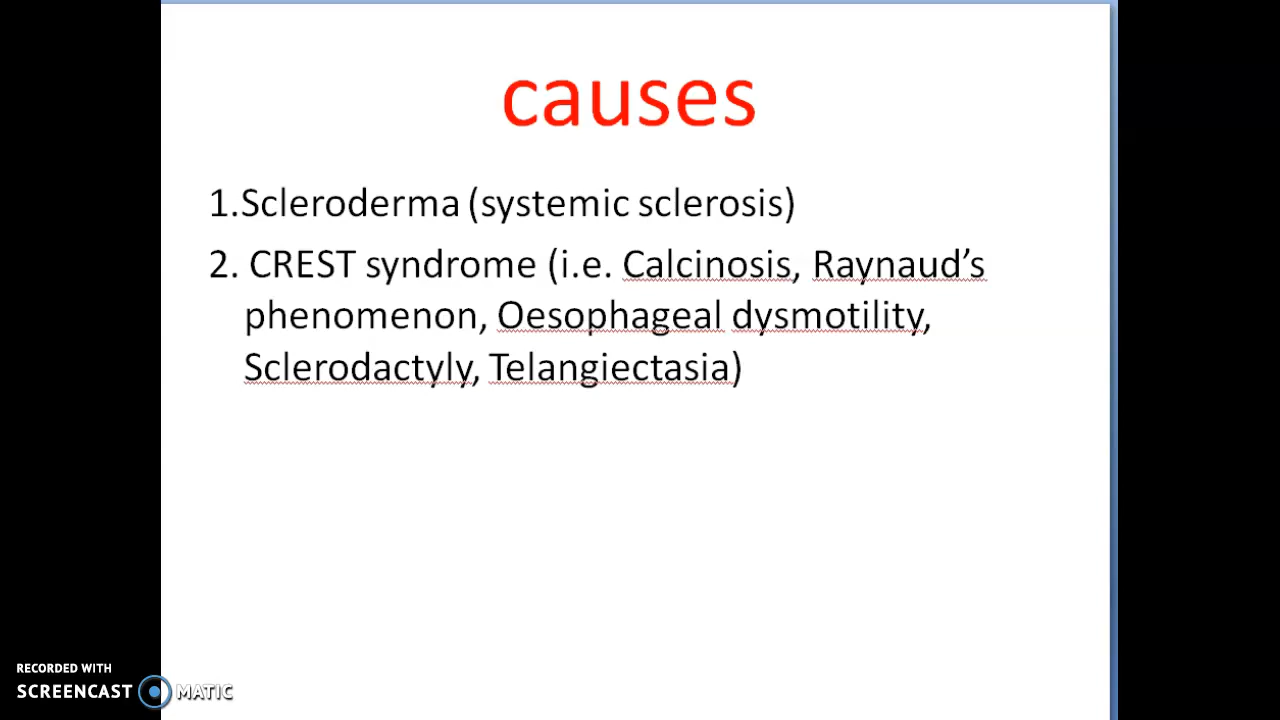 causes
1.Scleroderma (systemic sclerosis)
2. CREST syndrome (i.e. Calcinosis, Raynaud’s
phenomenon, Oesophageal dysmotility,
Sclerodactyly, Telangiectasia)
RECORDED WITH
SCREENCAST MATIC